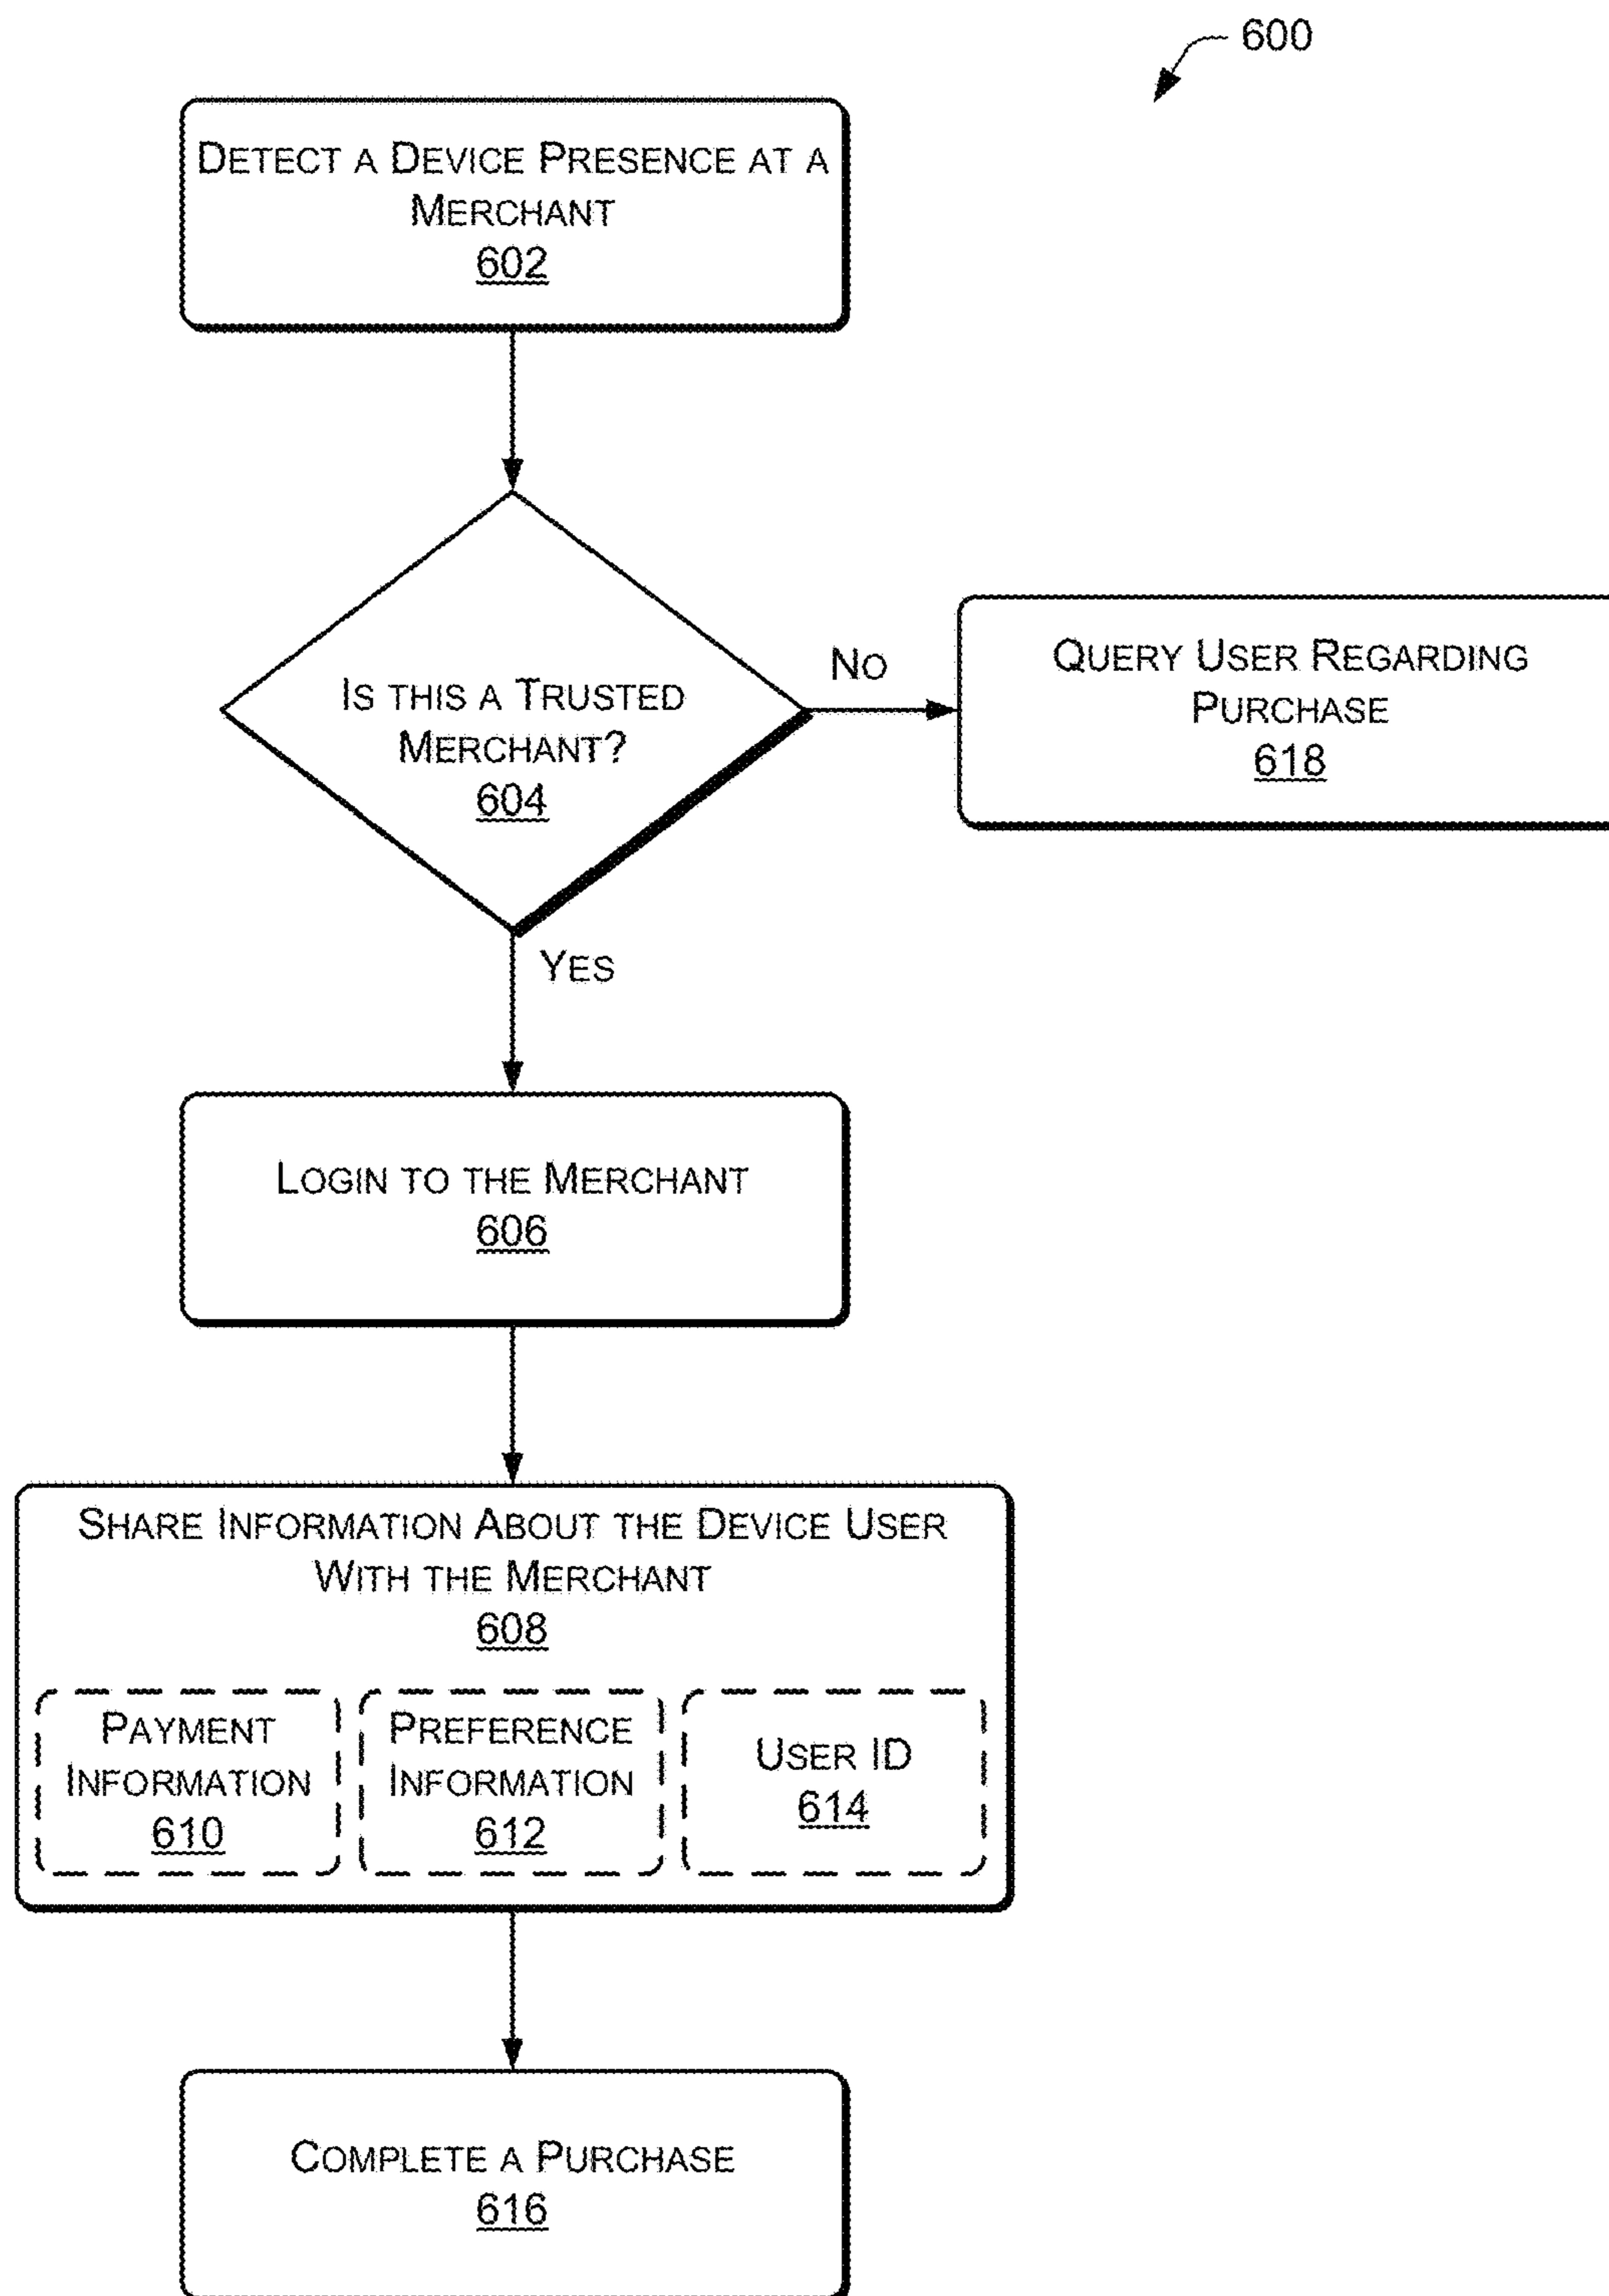 600
DETECT A DEVICE PRESENCE AT A
MERCHANT
602
IS THIS A TRUSTED
MERCHANT?
604
NO
QUERY USER REGARDING
PURCHASE
618
YES
LOGIN TO THE MERCHANT
606
SHARE INFORMATION ABOUT THE DEVICE USER
WITH THE MERCHANT
608
PAYMENT
INFORMATION
610
PREFERENCE
INFORMATION
612
USER ID
614
COMPLETE A PURCHASE
616